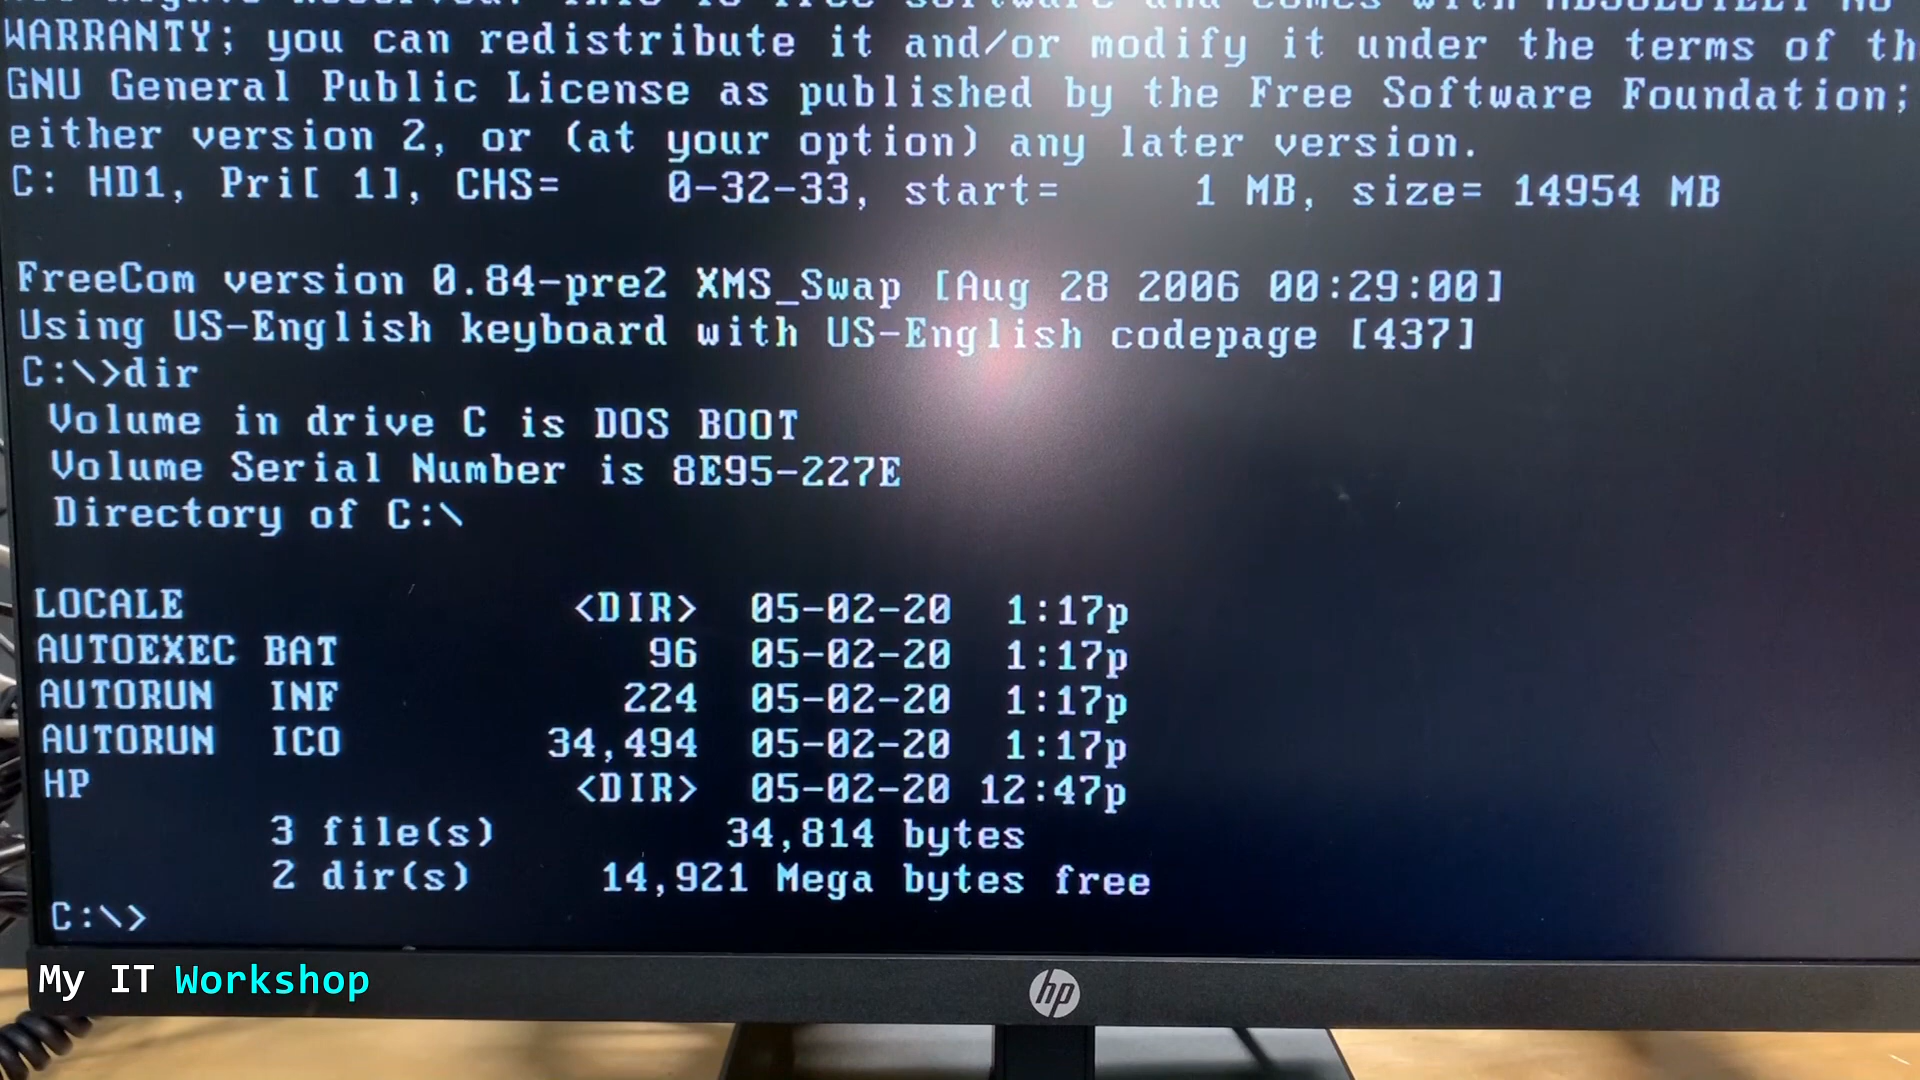 software and comes with ABSOLUTELY NO
WARRANTY; you can redistribute it and/or modify it under the terms of th
GNU General Public License as published by the Free Software Foundation;
either version 2, or (at your option) any later version.
C: HD1, Pri[ 1], CHS=    0-32-33, start=     1 MB, size= 14954 MB
FreeCom version 0.84-pre2 XMS_Swap [Aug 28 2006 00:29:00]
Using US-English keyboard with US-English codepage [437]
C:\>dir
Volume in drive C is DOS BOOT
Volume Serial Number is 8E95-227E
Directory of C:\
LOCALE <DIR> 05-02-20 1:17p
AUTOEXEC BAT 96 05-02-20 1:17p
AUTORUN INF 224 05-02-20 1:17p
AUTORUN ICO 34,494 05-02-20 1:17p
HP <DIR> 05-02-20 12:47p
3 file(s) 34,814 bytes
2 dir(s) 14,921 Mega bytes free
C:\>
My IT Workshop
hp